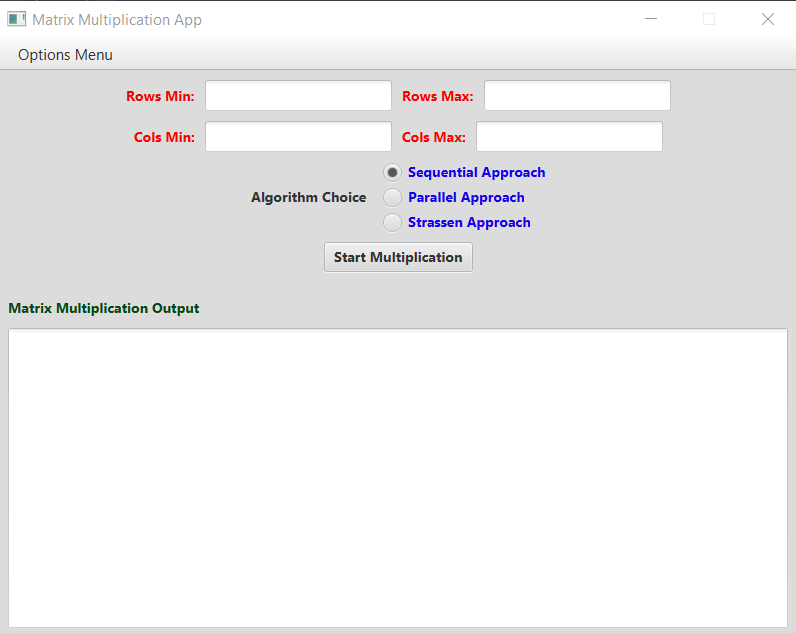 Matrix Multiplication App
Options Menu
Rows Min: Rows Max:
Cols Min: Cols Max:
Sequential Approach
Algorithm Choice Parallel Approach
Strassen Approach
Start Multiplication
Matrix Multiplication Output